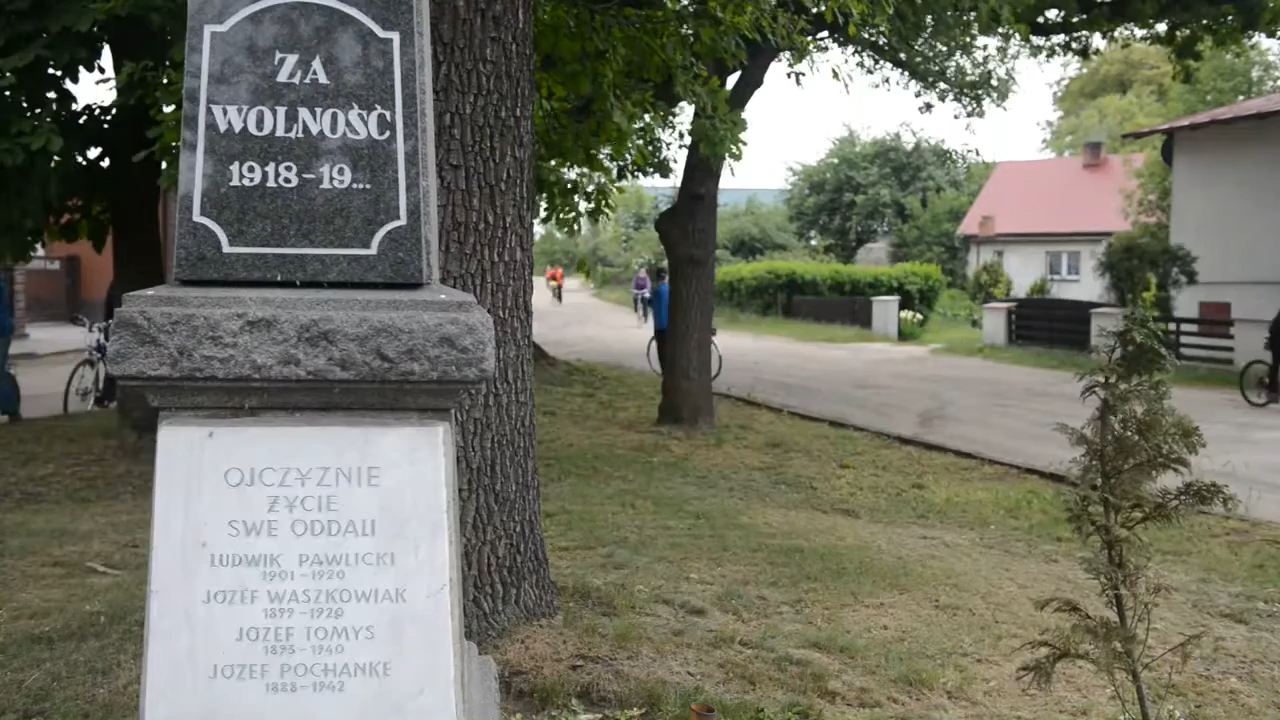 ZA
WOLNOŚĆ
1918-19...
OJCZYZNIE
ŻYCIE
SWE ODDALI
LUDWIK PAWLICKI
1901-1920
JÓZEF WASZKOWIAK
1899-1920
JÓZEF TOMYS
1895-1940
JÓZEF POCHANKE
1888-1942